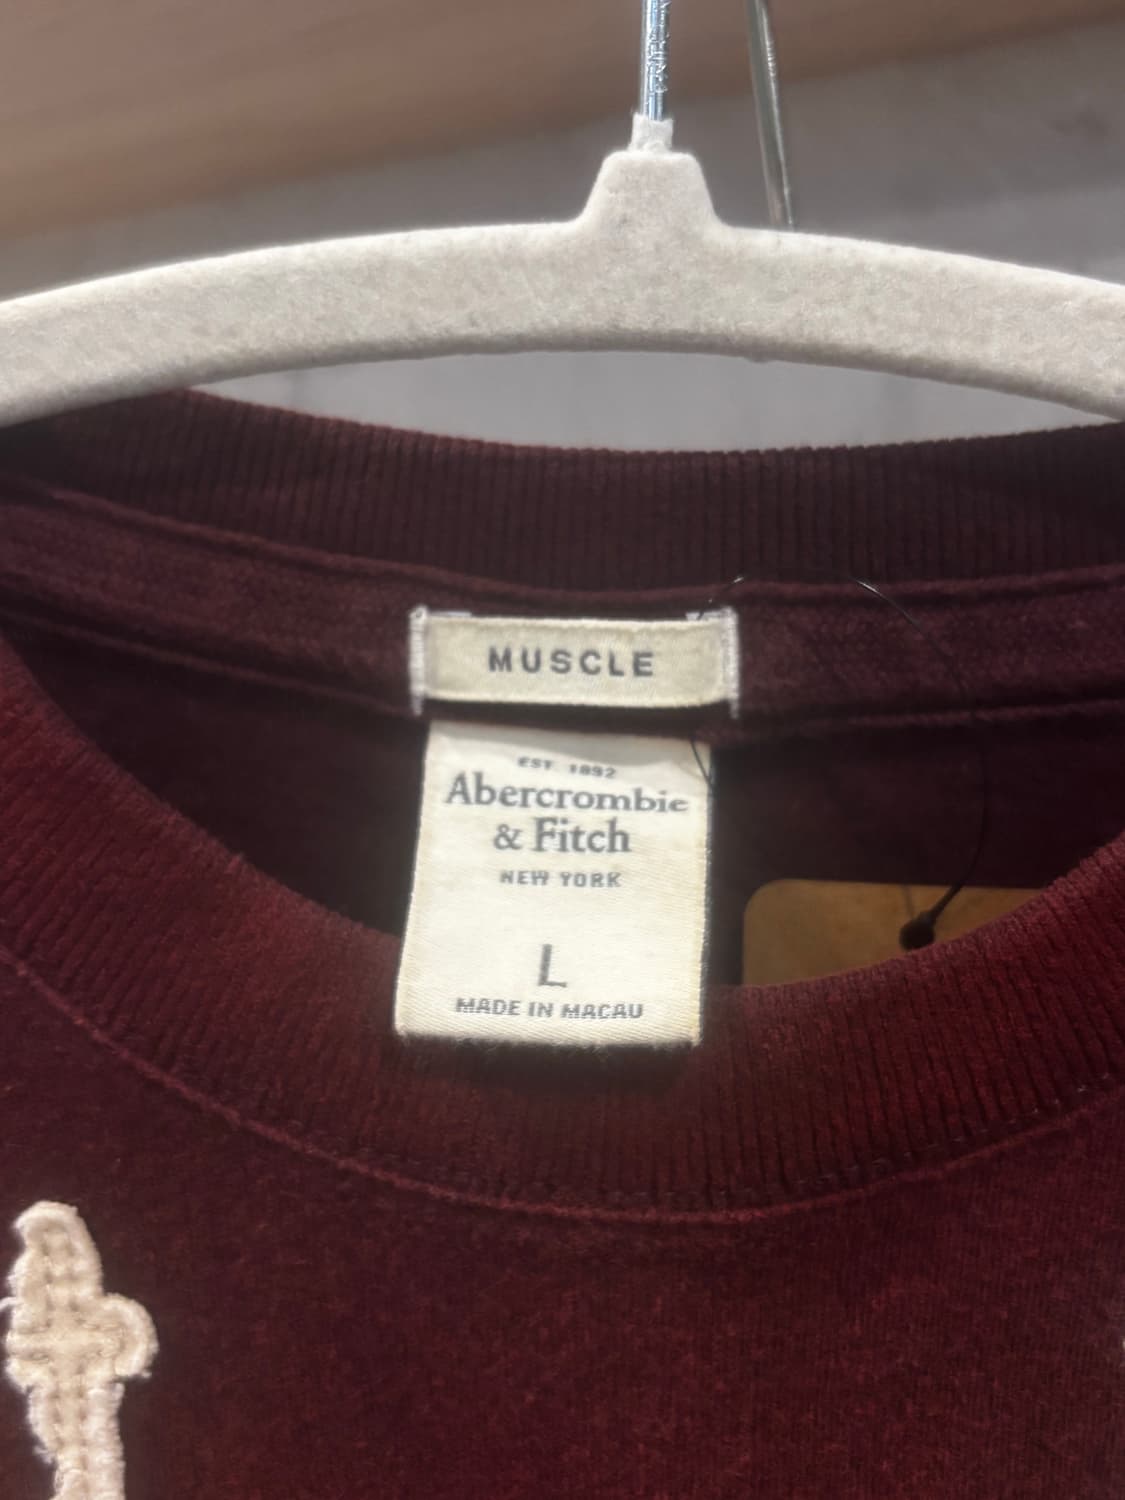 MUSCLE
EST. 1892
Abercrombie
& Fitch
NEW YORK
L
MADE IN MACAU